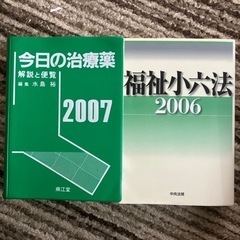 今日の治療薬
解説と便覧
編集 水島 裕
2007
南江堂
福祉小六法
2006
中央法規